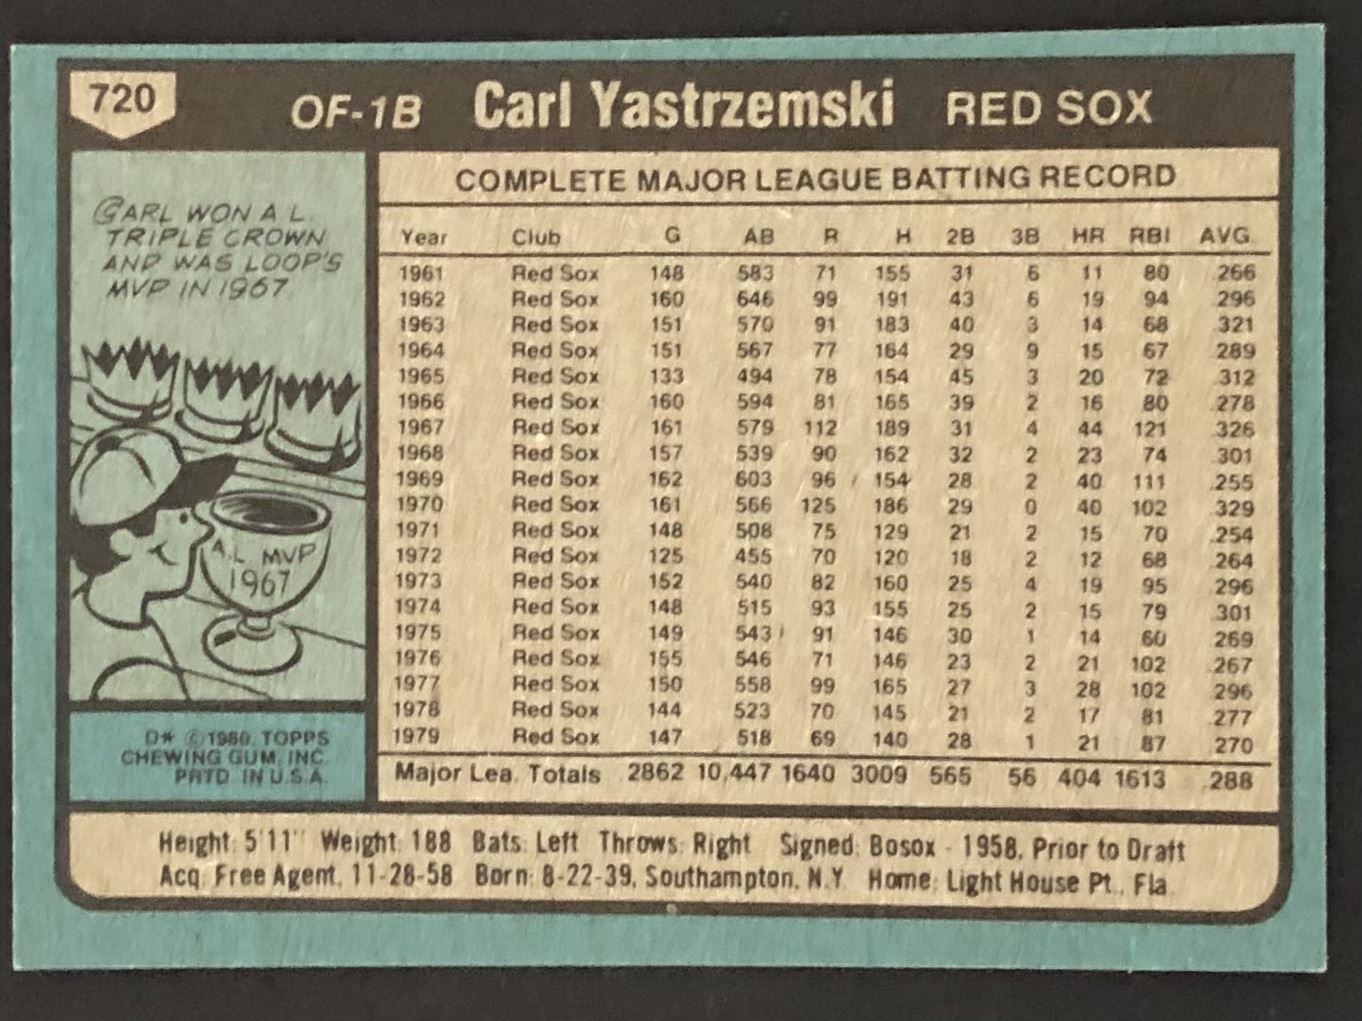 720 OF-1B Carl Yastrzemski RED SOX
CARL WON A.L.
TRIPLE CROWN
AND WAS LOOP'S
MVP IN 1967.
A.L. MVP
1967
D* ©1980 TOPPS
CHEWING GUM, INC.
PRTD. IN U.S.A.
COMPLETE MAJOR LEAGUE BATTING RECORD
Year Club G AB R H 2B 3B HR RBI AVG.
1961 Red Sox 148 583 71 155 31 6 11 80 .266
1962 Red Sox 160 646 99 191 43 6 19 94 .296
1963 Red Sox 151 570 91 183 40 3 14 68 .321
1964 Red Sox 151 567 77 164 29 9 15 67 .289
1965 Red Sox 133 494 78 154 45 3 20 72 .312
1966 Red Sox 160 594 81 165 39 2 16 80 .278
1967 Red Sox 161 579 112 189 31 4 44 121 .326
1968 Red Sox 157 539 90 162 32 2 23 74 .301
1969 Red Sox 162 603 96 154 28 2 40 111 .255
1970 Red Sox 161 566 125 186 29 0 40 102 .329
1971 Red Sox 148 508 75 129 21 2 15 70 .254
1972 Red Sox 125 455 70 120 18 2 12 68 .264
1973 Red Sox 152 540 82 160 25 4 19 95 .296
1974 Red Sox 148 515 93 155 25 2 15 79 .301
1975 Red Sox 149 543 91 146 30 1 14 60 .269
1976 Red Sox 155 546 71 146 23 2 21 102 .267
1977 Red Sox 150 558 99 165 27 3 28 102 .296
1978 Red Sox 144 523 70 145 21 2 17 81 .277
1979 Red Sox 147 518 69 140 28 1 21 87 .270
Major Lea. Totals 2862 10,447 1640 3009 565 56 404 1613 .288
Height: 5'11" Weight: 188 Bats: Left Throws: Right Signed: Bosox - 1958, Prior to Draft
Acq: Free Agent, 11-28-58 Born: 8-22-39, Southampton, N.Y. Home: Light House Pt., Fla.